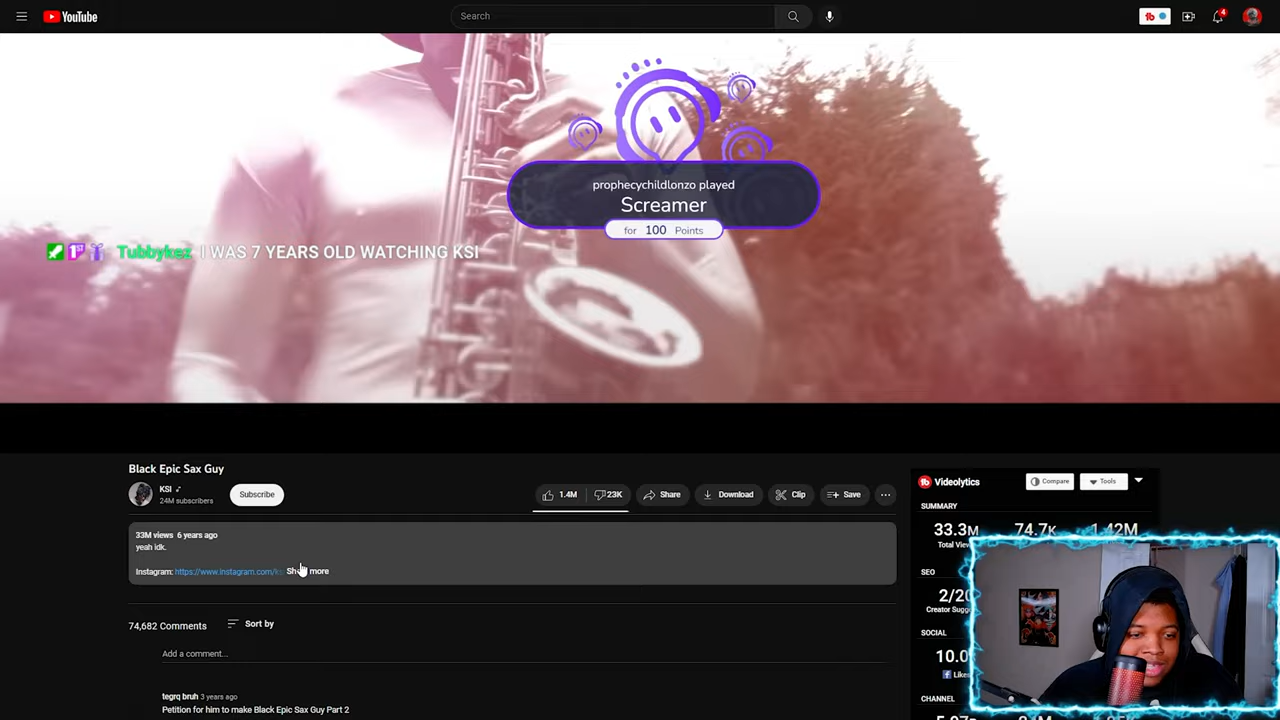 YouTube
Search
4
prophecychildlonzo played
Screamer
for 100 Points
Tubbykez I WAS 7 YEARS OLD WATCHING KSI
Black Epic Sax Guy
KSI
24M subscribers
Subscribe
1.4M
23K
Share
Download
Clip
Save
33M views 6 years ago
yeah idk.
Instagram: https://www.instagram.com/
Show more
74,682 Comments
Sort by
Add a comment...
tegrq bruh 3 years ago
Petition for him to make Black Epic Sax Guy Part 2
Videolytics
Compare
Tools
SUMMARY
33.3M 74.7K 1.42M
Total
SEO
2/
Creator
SOCIAL
10.0
CHANNEL